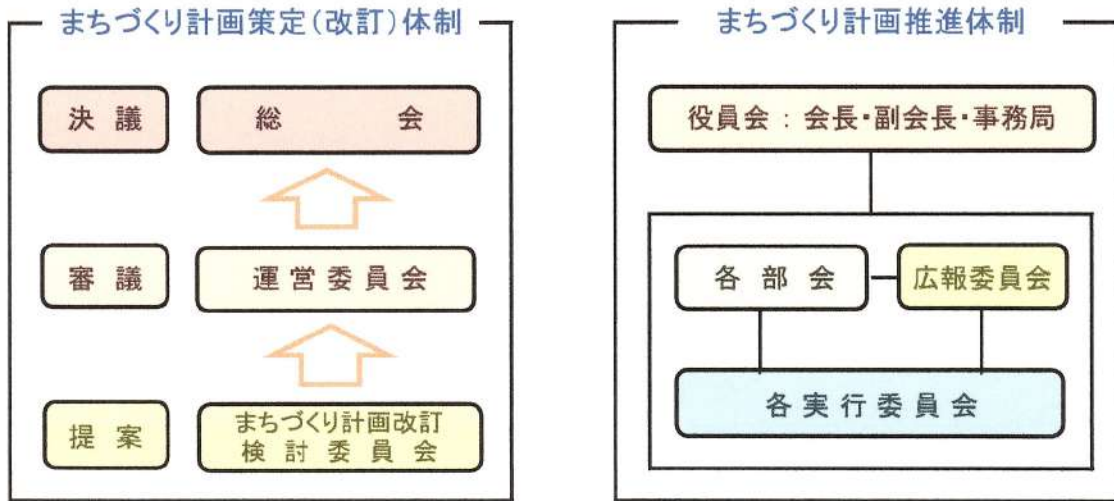 まちづくり計画策定(改訂)体制
決議
総会
審議
運営委員会
提案
まちづくり計画改訂
検討委員会
まちづくり計画推進体制
役員会:会長・副会長・事務局
各部会
広報委員会
各実行委員会